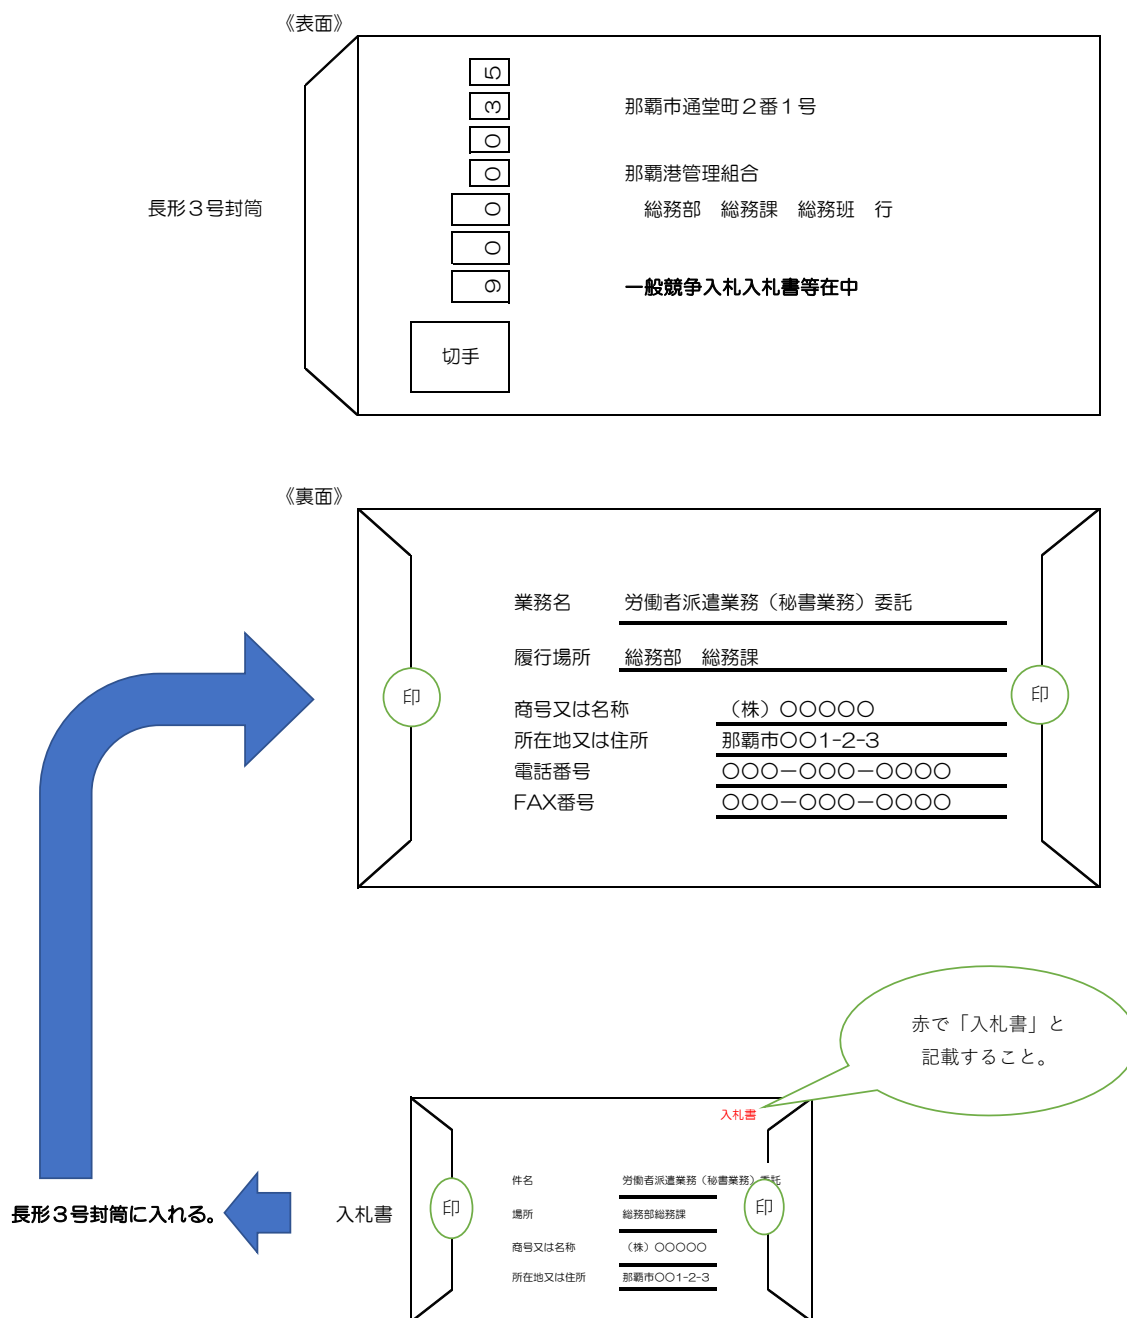 《表面》
5
3
0
0
0
0
9
那覇市通堂町２番１号
那覇港管理組合
総務部　総務課　総務班　行
長形３号封筒
一般競争入札入札書等在中
切手
《裏面》
業務名　労働者派遣業務（秘書業務）委託
履行場所　総務部　総務課
印
印
商号又は名称　（株）〇〇〇〇〇
所在地又は住所　那覇市〇〇1-2-3
電話番号　〇〇〇－〇〇〇－〇〇〇〇
FAX番号　〇〇〇－〇〇〇－〇〇〇〇
赤で「入札書」と
記載すること。
入札書
件名　労働者派遣業務（秘書業務）委託
印
印
長形３号封筒に入れる。
入札書
場所　総務部総務課
商号又は名称　（株）〇〇〇〇〇
所在地又は住所　那覇市〇〇1-2-3